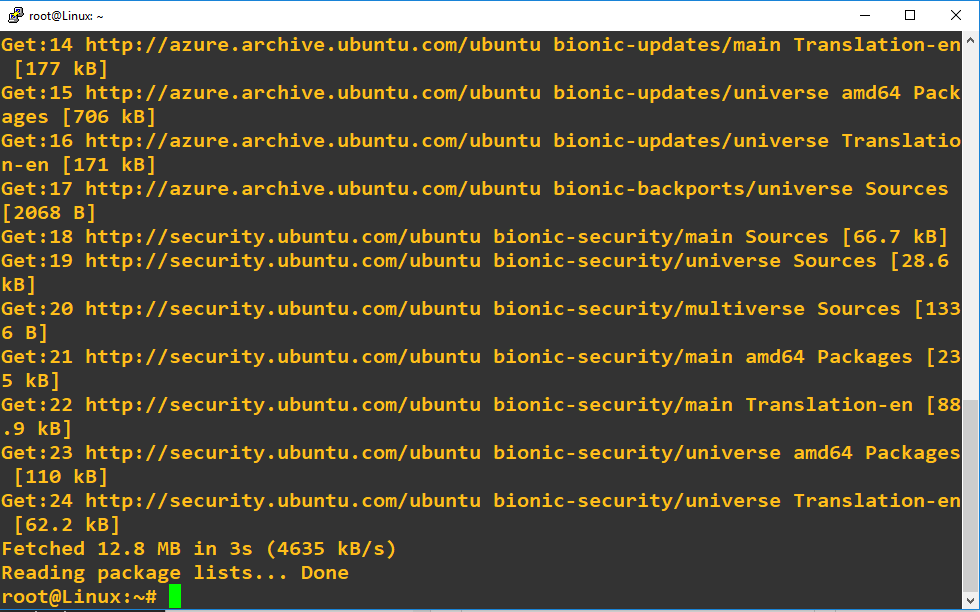 root@Linux: ~
Get:14 http://azure.archive.ubuntu.com/ubuntu bionic-updates/main Translation-en
 [177 kB]
Get:15 http://azure.archive.ubuntu.com/ubuntu bionic-updates/universe amd64 Pack
ages [706 kB]
Get:16 http://azure.archive.ubuntu.com/ubuntu bionic-updates/universe Translatio
n-en [171 kB]
Get:17 http://azure.archive.ubuntu.com/ubuntu bionic-backports/universe Sources
[2068 B]
Get:18 http://security.ubuntu.com/ubuntu bionic-security/main Sources [66.7 kB]
Get:19 http://security.ubuntu.com/ubuntu bionic-security/universe Sources [28.6
kB]
Get:20 http://security.ubuntu.com/ubuntu bionic-security/multiverse Sources [133
6 B]
Get:21 http://security.ubuntu.com/ubuntu bionic-security/main amd64 Packages [23
5 kB]
Get:22 http://security.ubuntu.com/ubuntu bionic-security/main Translation-en [88
.9 kB]
Get:23 http://security.ubuntu.com/ubuntu bionic-security/universe amd64 Packages
 [110 kB]
Get:24 http://security.ubuntu.com/ubuntu bionic-security/universe Translation-en
 [62.2 kB]
Fetched 12.8 MB in 3s (4635 kB/s)
Reading package lists... Done
root@Linux:~#